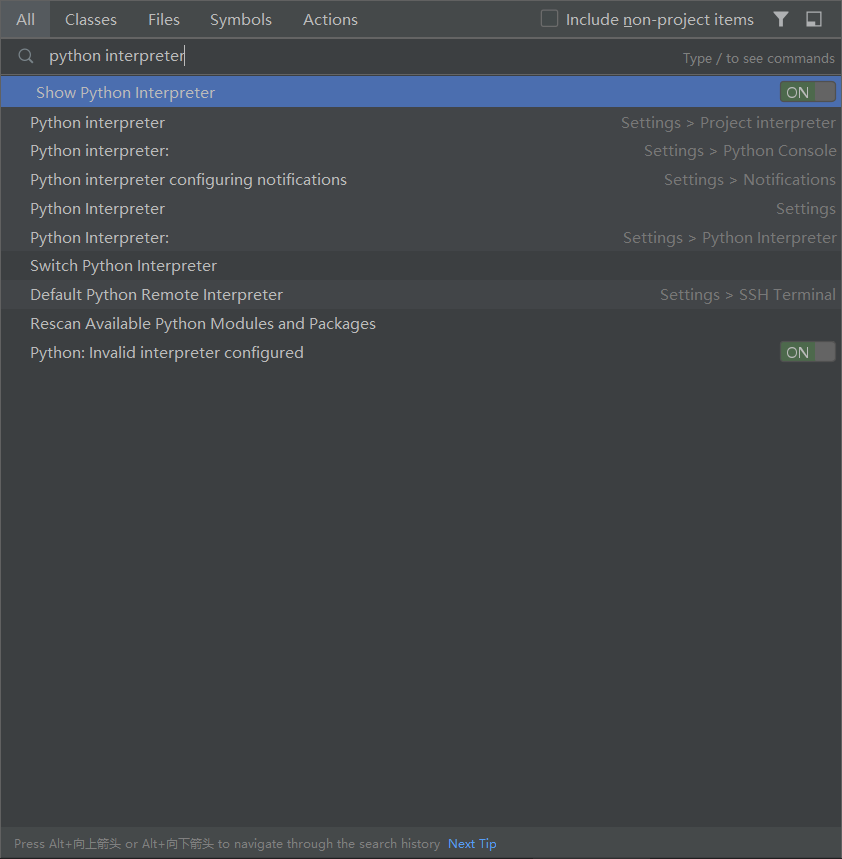 All Classes Files Symbols Actions Include non-project items
python interpreter Type / to see commands
Show Python Interpreter ON
Python interpreter Settings > Project interpreter
Python interpreter: Settings > Python Console
Python interpreter configuring notifications Settings > Notifications
Python Interpreter Settings
Python Interpreter: Settings > Python Interpreter
Switch Python Interpreter
Default Python Remote Interpreter Settings > SSH Terminal
Rescan Available Python Modules and Packages
Python: Invalid interpreter configured ON
Press Alt+向上箭头 or Alt+向下箭头 to navigate through the search history Next Tip